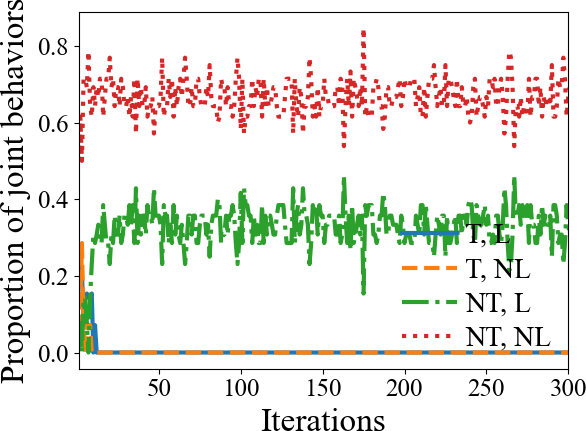 Proportion of joint behaviors
0.8
0.6
0.4
0.2
0.0
T, L
T, NL
NT, L
NT, NL
50
100
150
200
250
300
Iterations